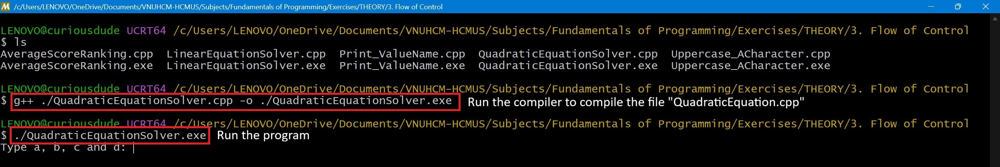 M /c/Users/LENOVO/OneDrive/Documents/VNUHCM-HCMUS/Subjects/Fundamentals of Programming/Exercises/THEORY/3. Flow of Control
LENOVO@curiousdude UCRT64 /c/Users/LENOVO/OneDrive/Documents/VNUHCM-HCMUS/Subjects/Fundamentals of Programming/Exercises/THEORY/3. Flow of Control
$ ls
AverageScoreRanking.cpp  LinearEquationSolver.cpp  Print_ValueName.cpp  QuadraticEquationSolver.cpp  Uppercase_ACharacter.cpp
AverageScoreRanking.exe  LinearEquationSolver.exe  Print_ValueName.exe  QuadraticEquationSolver.exe  Uppercase_ACharacter.exe
LENOVO@curiousdude UCRT64 /c/Users/LENOVO/OneDrive/Documents/VNUHCM-HCMUS/Subjects/Fundamentals of Programming/Exercises/THEORY/3. Flow of Control
$ g++ ./QuadraticEquationSolver.cpp -o ./QuadraticEquationSolver.exe Run the compiler to compile the file "QuadraticEquation.cpp"
LENOVO@curiousdude UCRT64 /c/Users/LENOVO/OneDrive/Documents/VNUHCM-HCMUS/Subjects/Fundamentals of Programming/Exercises/THEORY/3. Flow of Control
$ ./QuadraticEquationSolver.exe Run the program
Type a, b, c and d: